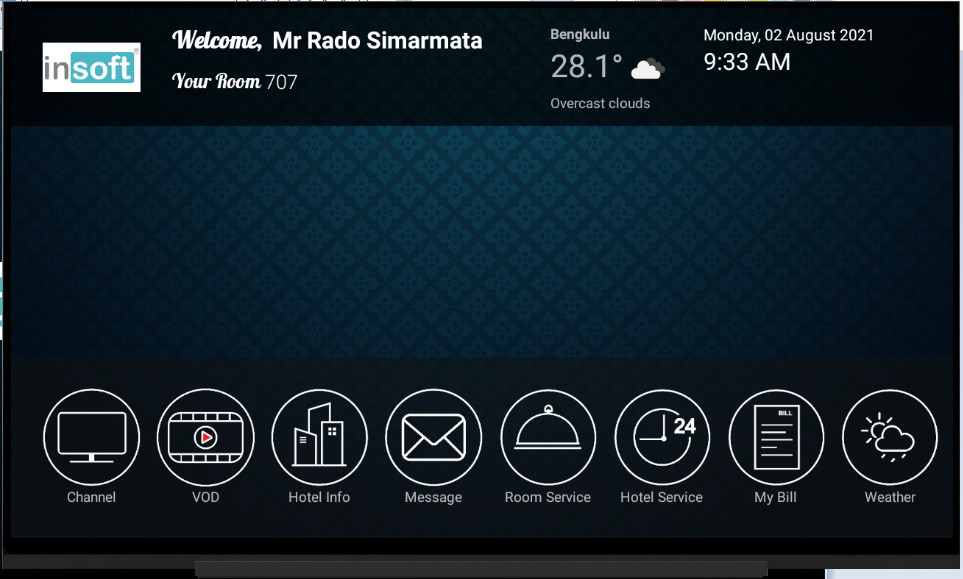 insoft®
Welcome, Mr Rado Simarmata
Your Room 707
Bengkulu
28.1°
Overcast clouds
Monday, 02 August 2021
9:33 AM
24
BILL
Channel
VOD
Hotel Info
Message
Room Service
Hotel Service
My Bill
Weather